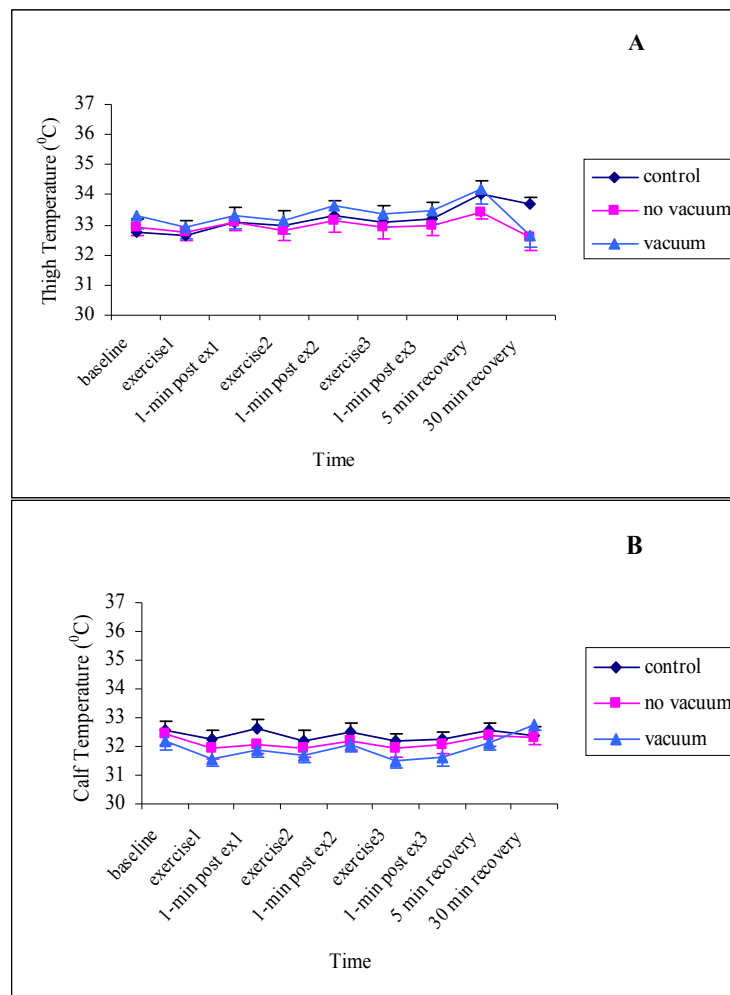 A
37
36
35
34
33
32
31
30
Thigh Temperature (⁰C)
baseline
exercise1
1-min post ex1
exercise2
1-min post ex2
exercise3
1-min post ex3
5 min recovery
30 min recovery
Time
control
no vacuum
vacuum
B
37
36
35
34
33
32
31
30
Calf Temperature (⁰C)
baseline
exercise1
1-min post ex1
exercise2
1-min post ex2
exercise3
1-min post ex3
5 min recovery
30 min recovery
Time
control
no vacuum
vacuum